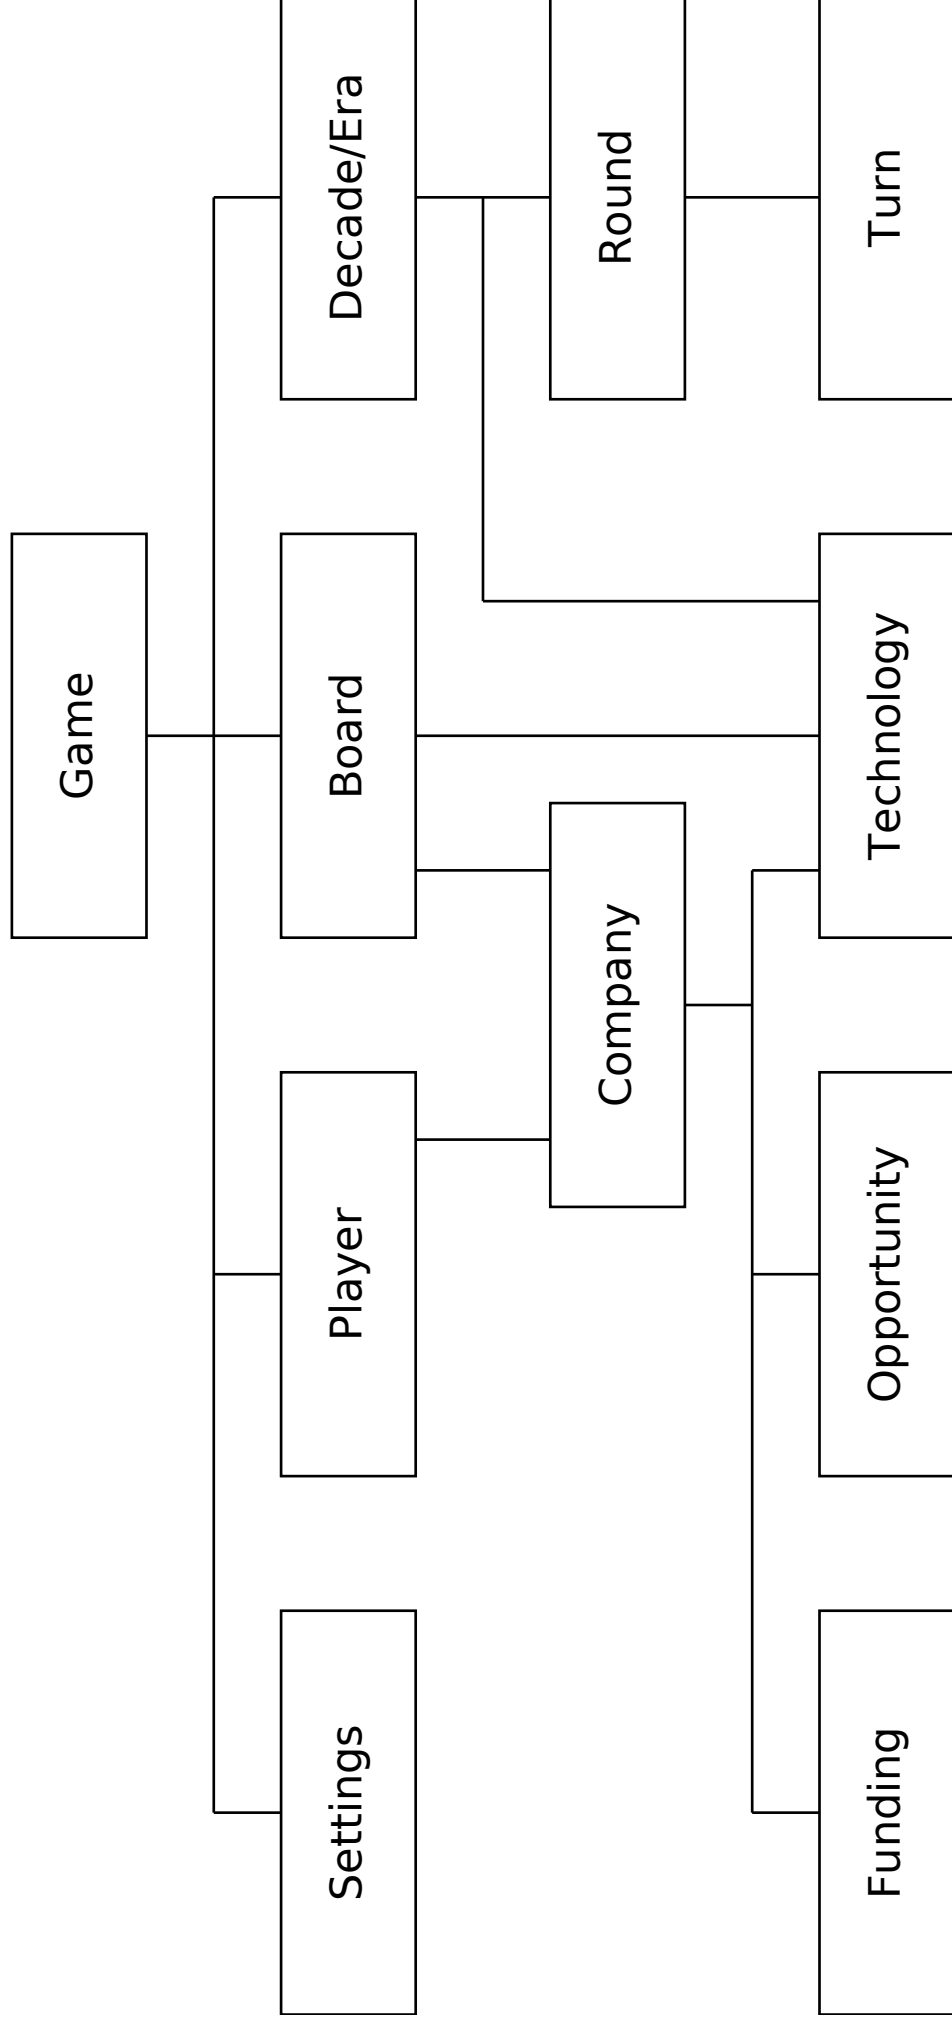 Game
Settings
Player
Board
Decade/Era
Company
Round
Funding
Opportunity
Technology
Turn